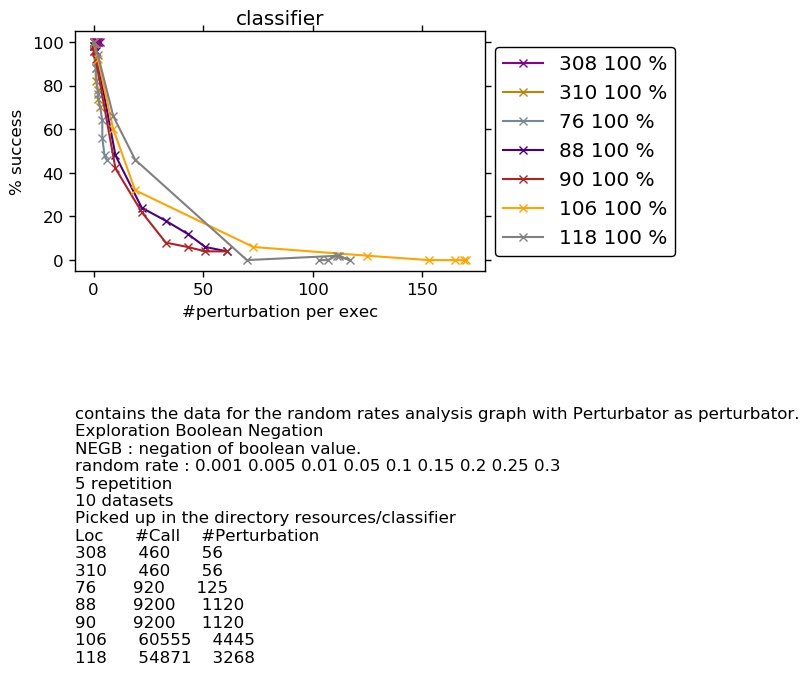 classifier
100
80
60
40
20
0
% success
0
50
100
150
#perturbation per exec
308 100 %
310 100 %
76 100 %
88 100 %
90 100 %
106 100 %
118 100 %
contains the data for the random rates analysis graph with Perturbator as perturbator.
Exploration Boolean Negation
NEGB : negation of boolean value.
random rate : 0.001 0.005 0.01 0.05 0.1 0.15 0.2 0.25 0.3
5 repetition
10 datasets
Picked up in the directory resources/classifier
Loc #Call #Perturbation
308 460 56
310 460 56
76 920 125
88 9200 1120
90 9200 1120
106 60555 4445
118 54871 3268